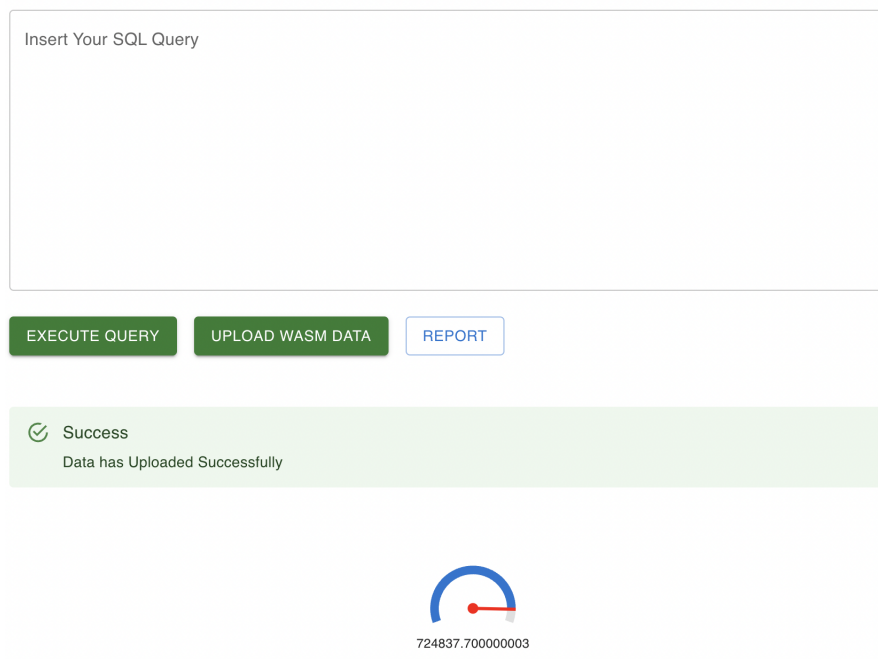 Insert Your SQL Query
EXECUTE QUERY
UPLOAD WASM DATA
REPORT
Success
Data has Uploaded Successfully
724837.700000003